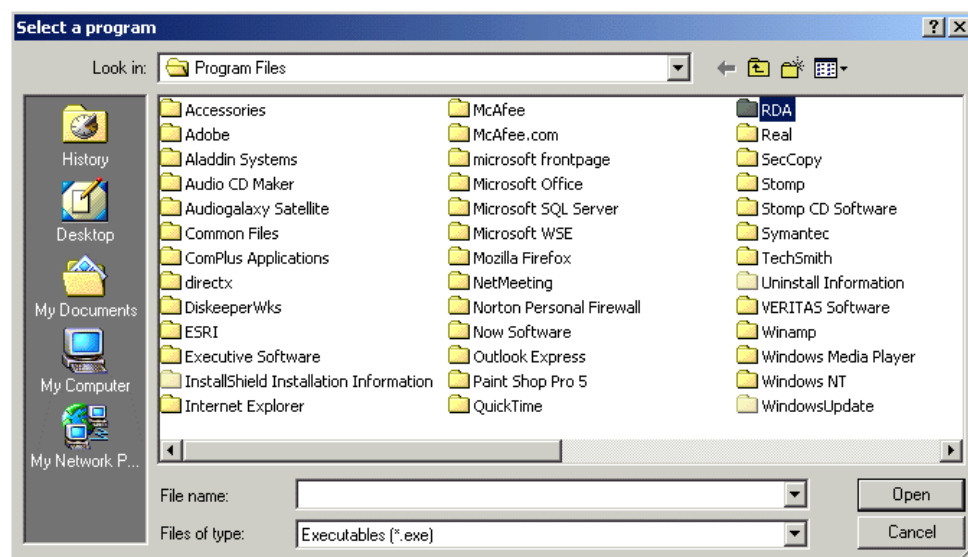 Select a program
Look in: Program Files
History
Desktop
My Documents
My Computer
My Network P...
Accessories
Adobe
Aladdin Systems
Audio CD Maker
Audiogalaxy Satellite
Common Files
ComPlus Applications
directx
DiskeeperWks
ESRI
Executive Software
InstallShield Installation Information
Internet Explorer
McAfee
McAfee.com
microsoft frontpage
Microsoft Office
Microsoft SQL Server
Microsoft WSE
Mozilla Firefox
NetMeeting
Norton Personal Firewall
Now Software
Outlook Express
Paint Shop Pro 5
QuickTime
RDA
Real
SecCopy
Stomp
Stomp CD Software
Symantec
TechSmith
Uninstall Information
VERITAS Software
Winamp
Windows Media Player
Windows NT
WindowsUpdate
File name:
Open
Files of type: Executables (*.exe)
Cancel